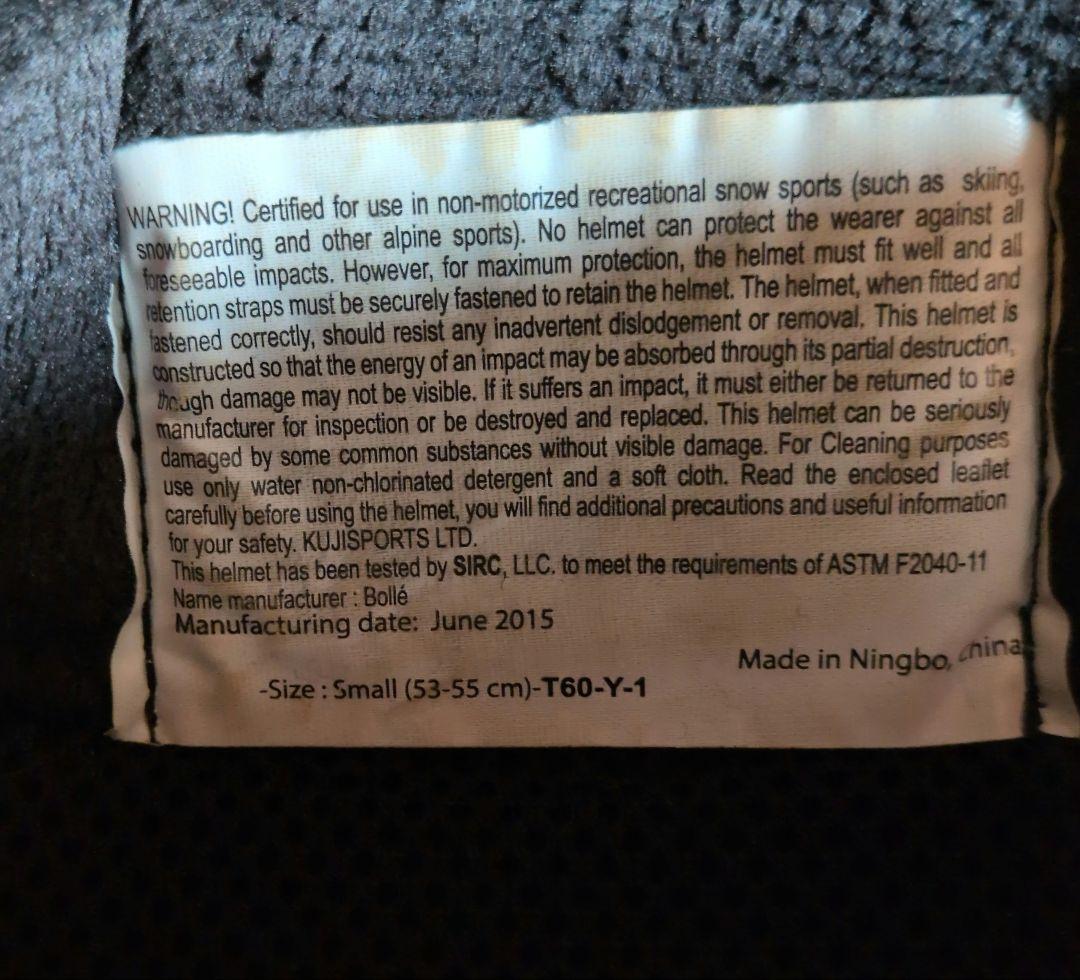 WARNING! Certified for use in non-motorized recreational snow sports (such as skiing,
snowboarding and other alpine sports). No helmet can protect the wearer against all
foreseeable impacts. However, for maximum protection, the helmet must fit well and all
retention straps must be securely fastened to retain the helmet. The helmet, when fitted and
fastened correctly, should resist any inadvertent dislodgement or removal. This helmet is
constructed so that the energy of an impact may be absorbed through its partial destruction,
though damage may not be visible. If it suffers an impact, it must either be returned to the
manufacturer for inspection or be destroyed and replaced. This helmet can be seriously
damaged by some common substances without visible damage. For Cleaning purposes
use only water non-chlorinated detergent and a soft cloth. Read the enclosed leaflet
carefully before using the helmet, you will find additional precautions and useful information
for your safety. KUJISPORTS LTD.
This helmet has been tested by SIRC, LLC. to meet the requirements of ASTM F2040-11
Name manufacturer : Bollé
Manufacturing date: June 2015
Made in Ningbo, China
-Size : Small (53-55 cm)-T60-Y-1